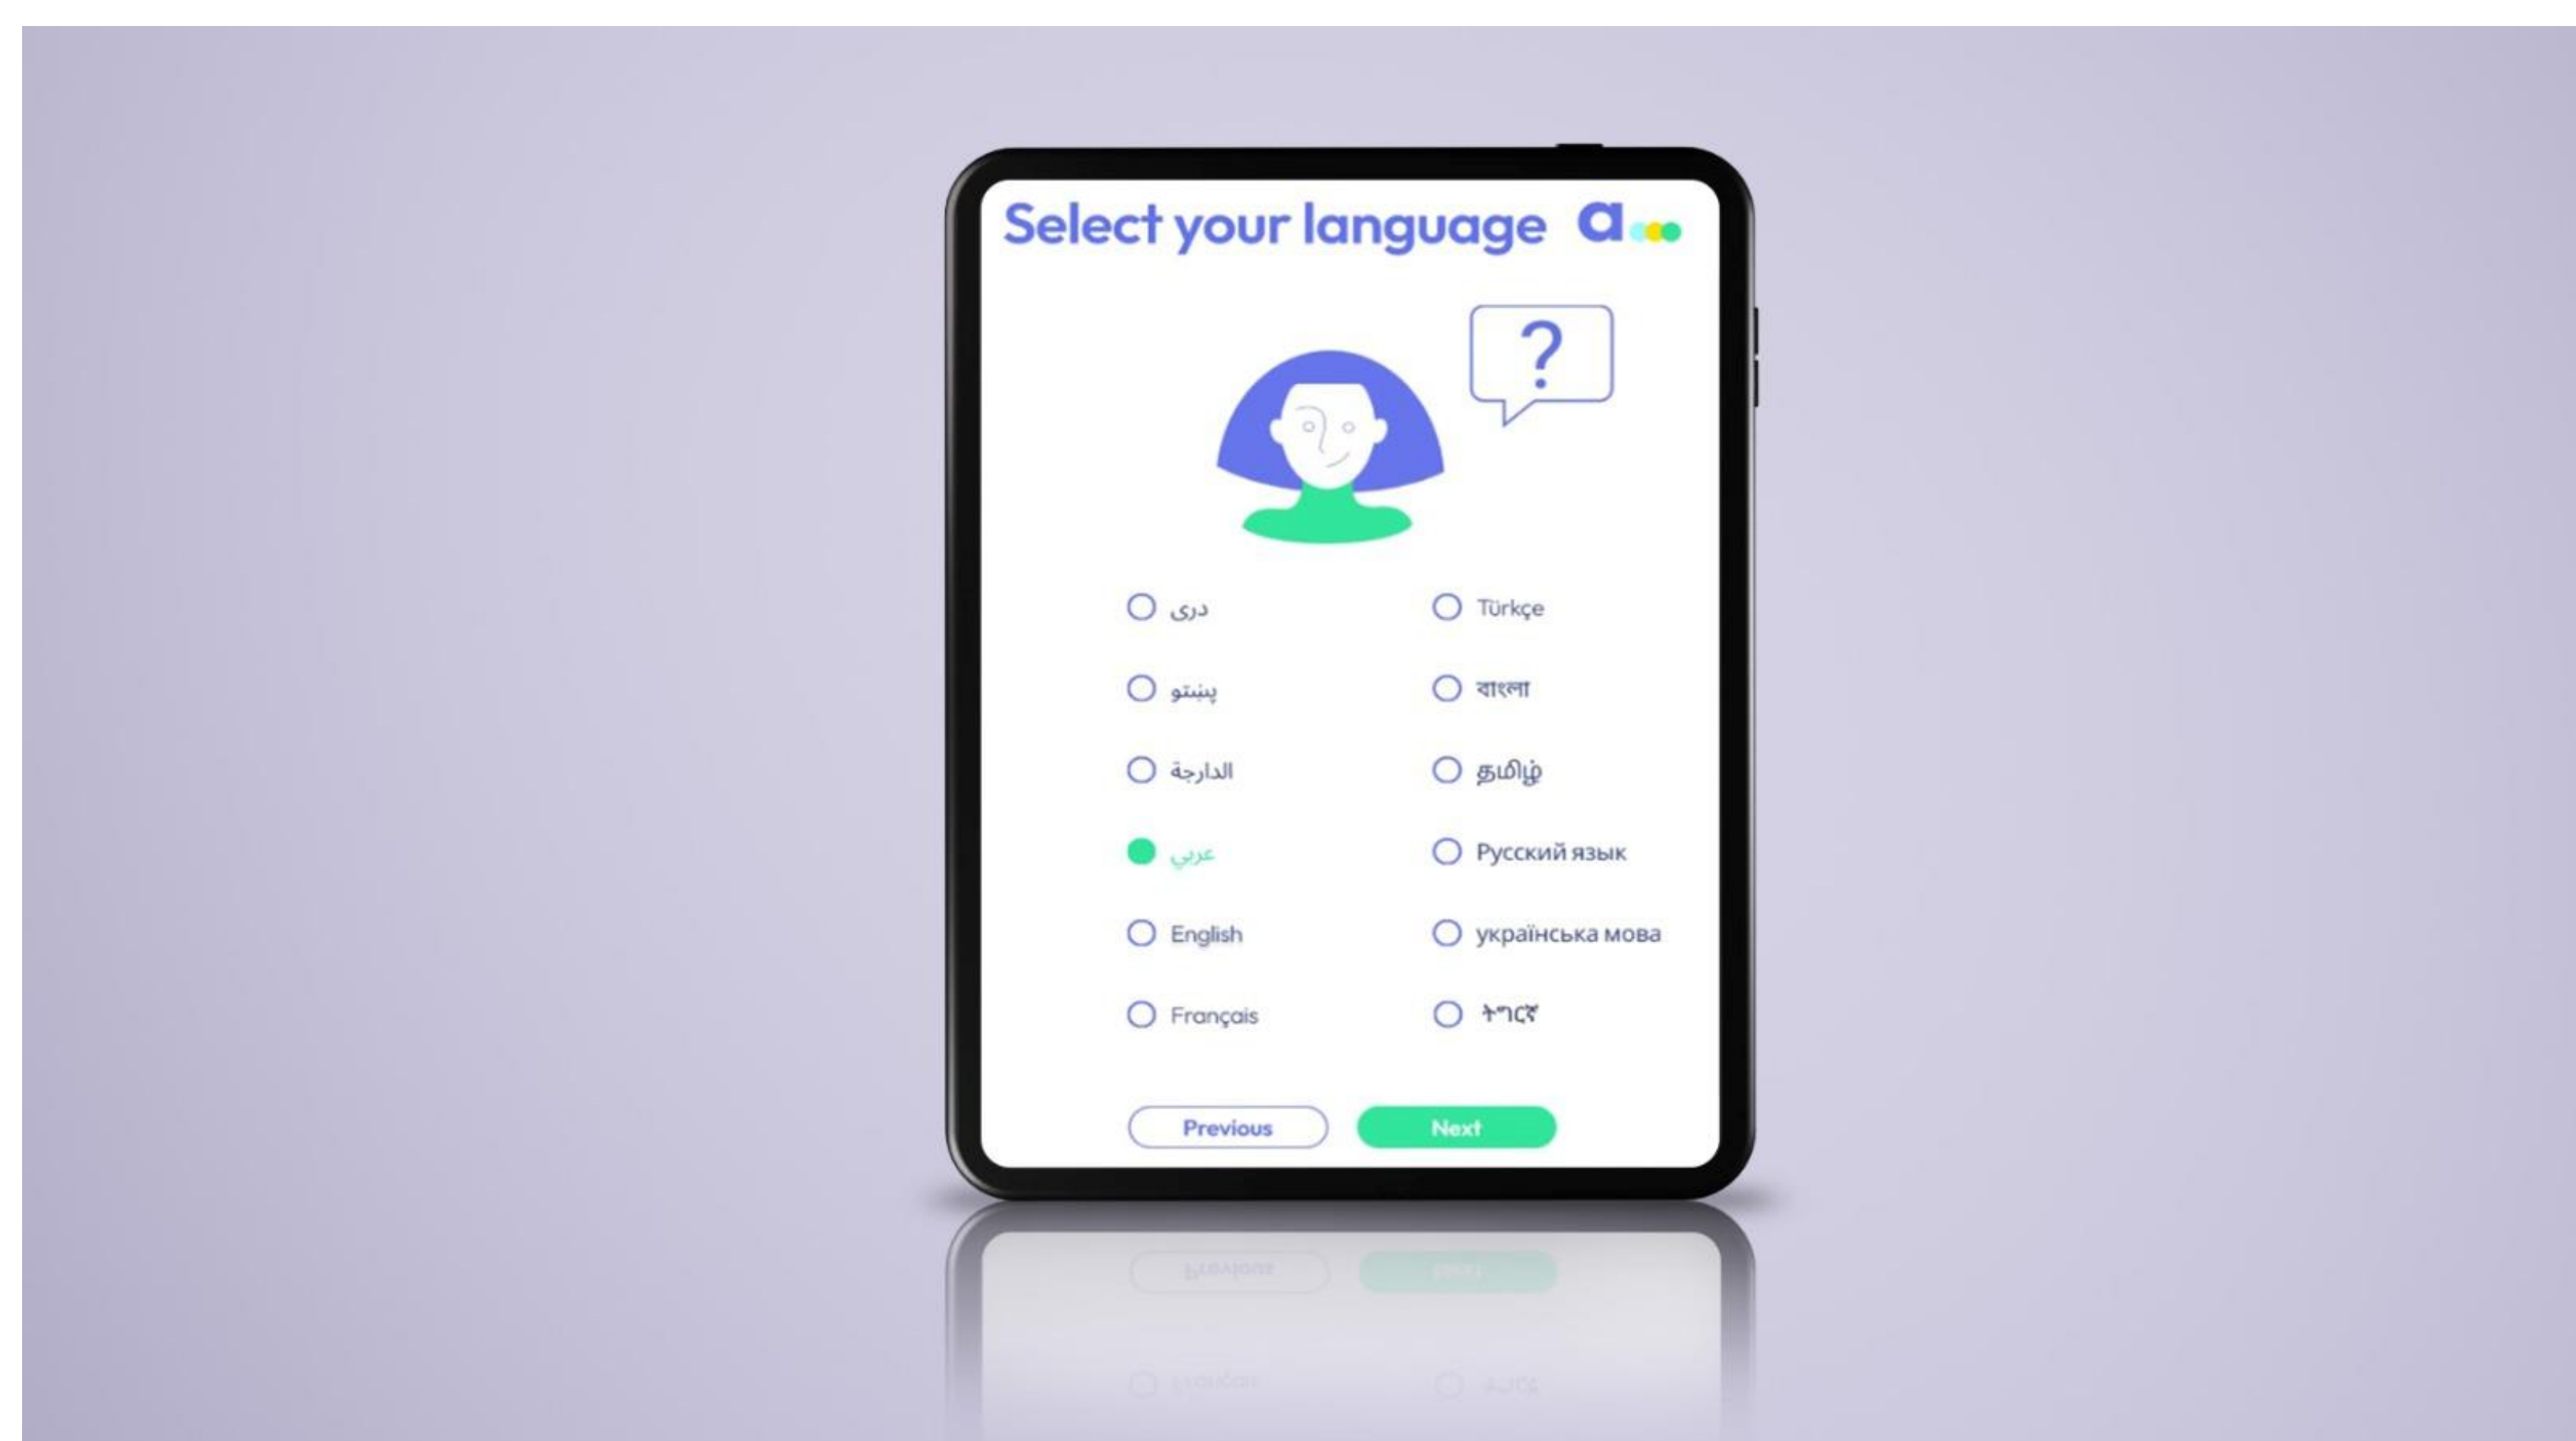 Select your language a
?
دری
پښتو
الدارجة
عربي
English
Français
Türkçe
বাংলা
தமிழ்
Русский язык
українська мова
ትግርኛ
Previous
Next